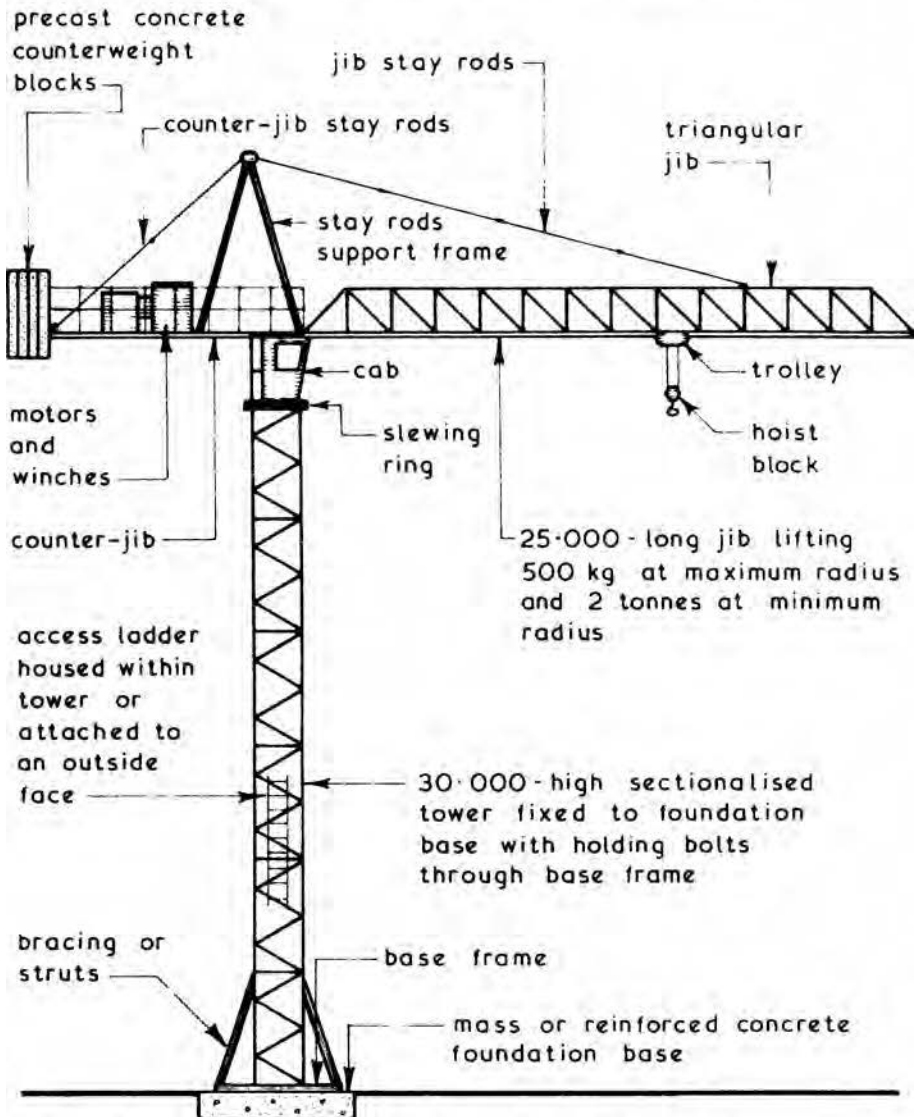 precast concrete
counterweight
blocks
jib stay rods
counter-jib stay rods
triangular
jib
stay rods
support frame
cab
trolley
motors
and
winches
slewing
ring
hoist
block
counter-jib
25·000-long jib lifting
500 kg at maximum radius
and 2 tonnes at minimum
radius
access ladder
housed within
tower or
attached to
an outside
face
30·000-high sectionalised
tower fixed to foundation
base with holding bolts
through base frame
bracing or
struts
base frame
mass or reinforced concrete
foundation base